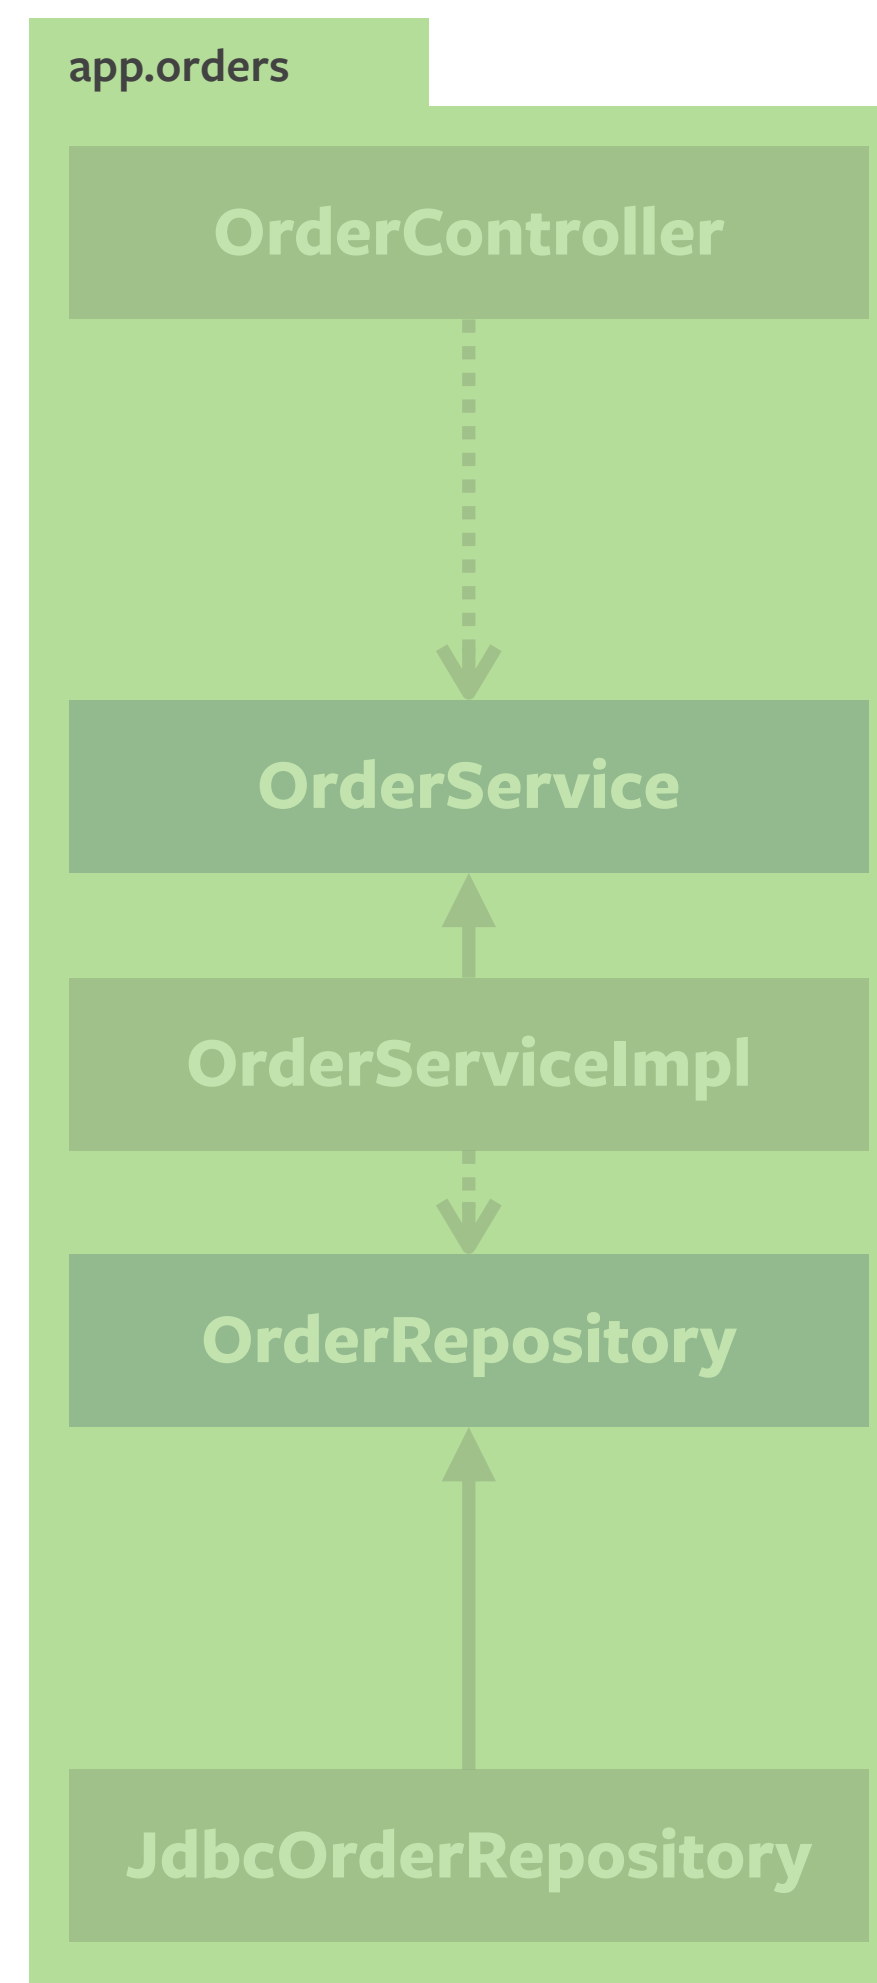 app.orders
OrderController
OrderService
OrderServiceImpl
OrderRepository
JdbcOrderRepository